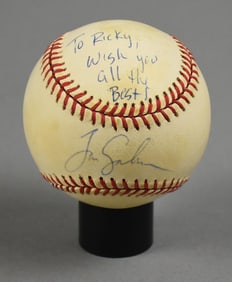 To Ricky,
Wish you
all the
Best!